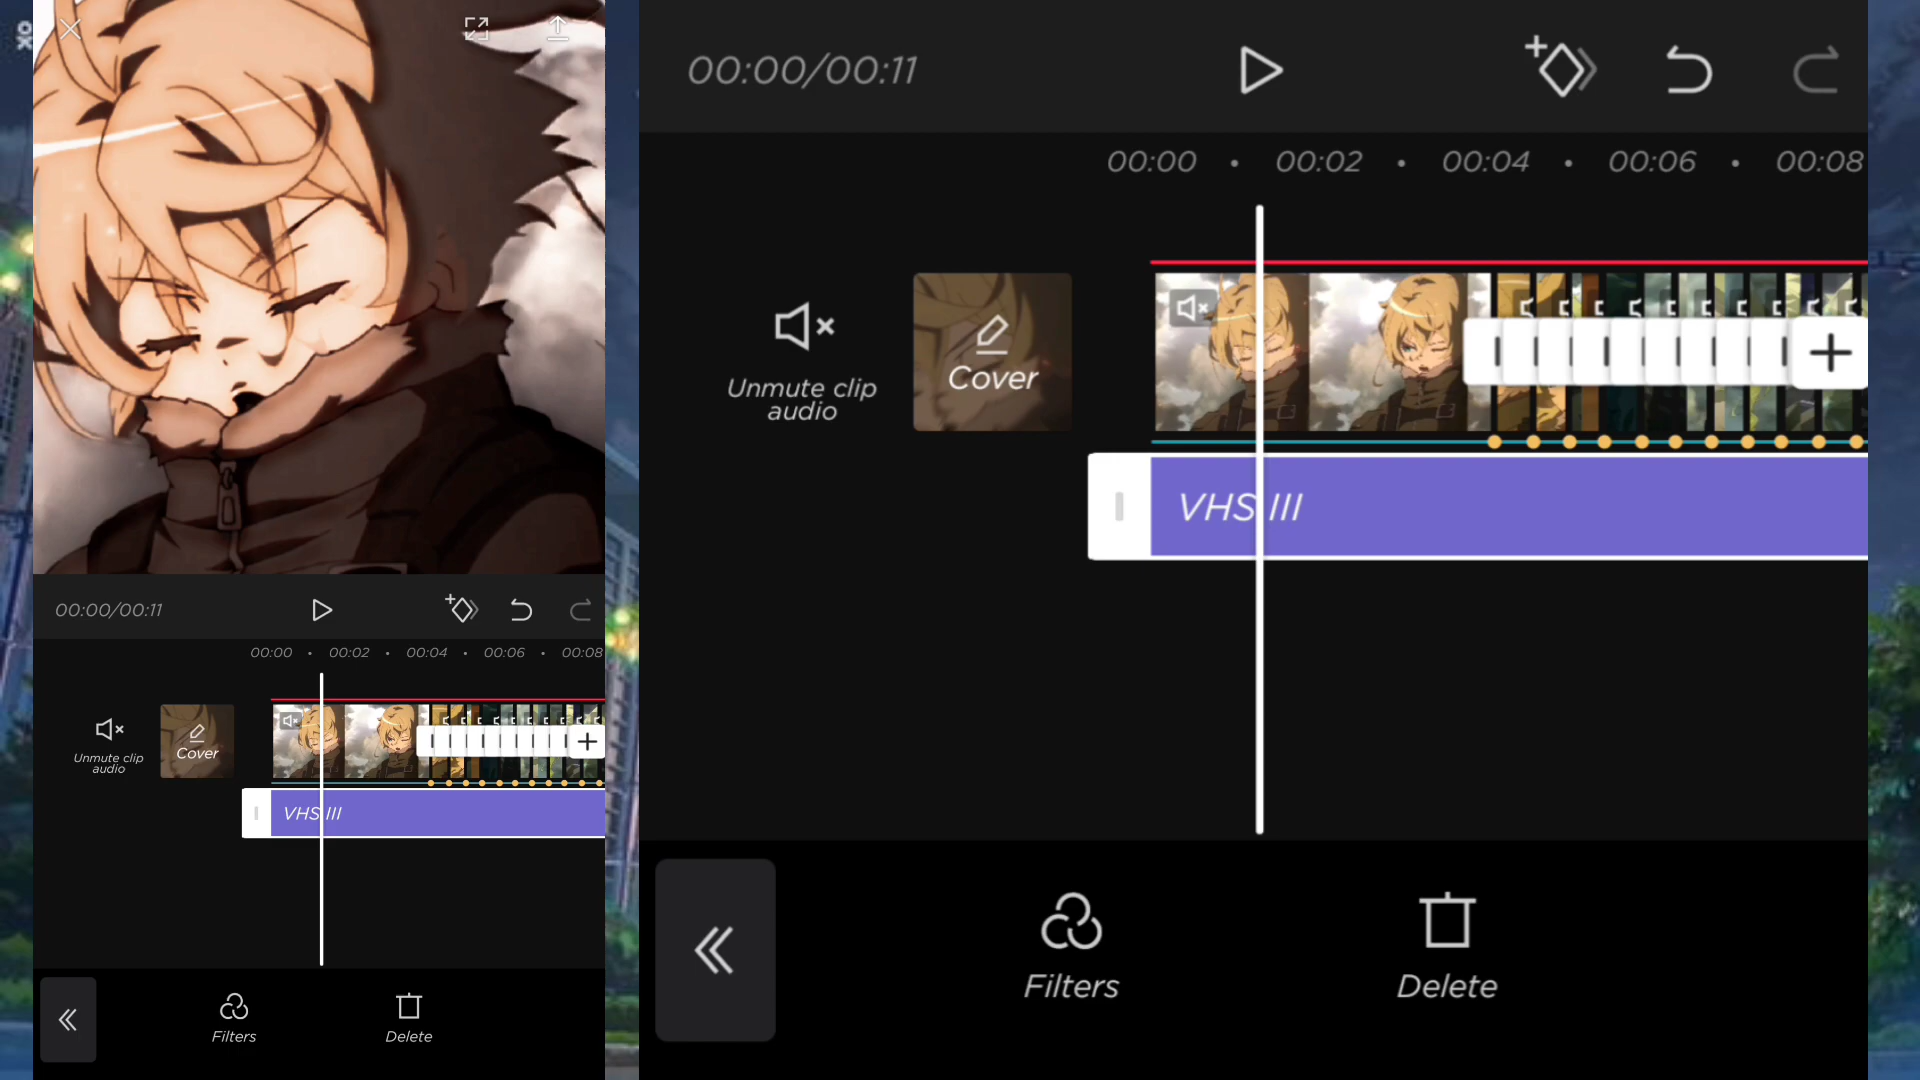 00:00/00:11
00:00 • 00:02 • 00:04 • 00:06 • 00:08
Unmute clip
audio
Cover
VHS III
Filters
Delete
00:00/00:11
00:00 • 00:02 • 00:04 • 00:06 • 00:08
Unmute clip
audio
Cover
VHS III
Filters
Delete